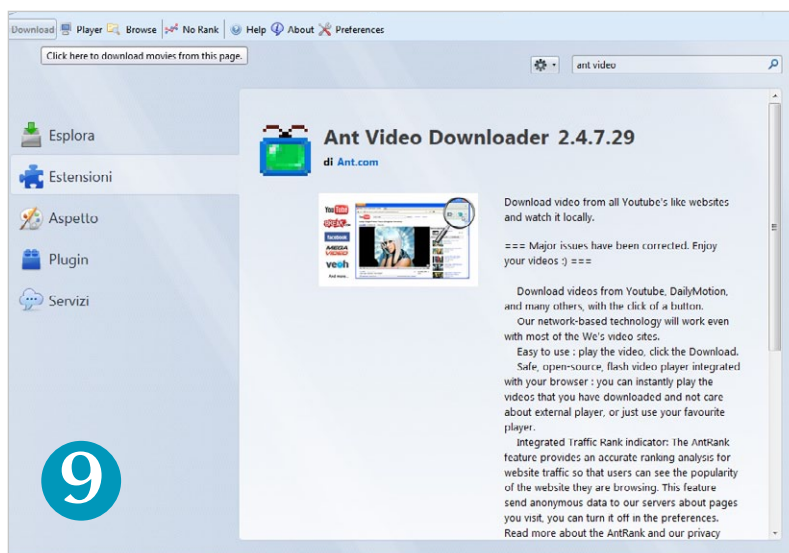 Download Player Browse No Rank Help About Preferences
Click here to download movies from this page.
ant video
Esplora
Estensioni
Aspetto
Plugin
Servizi
Ant Video Downloader 2.4.7.29
di Ant.com
You Tube
facebook
MEGA
VIDEO
veoh
And more...
Download video from all Youtube's like websites
and watch it locally.
=== Major issues have been corrected. Enjoy
your videos :) ===
Download videos from Youtube, DailyMotion,
and many others, with the click of a button.
Our network-based technology will work even
with most of the We's video sites.
Easy to use : play the video, click the Download.
Safe, open-source, flash video player integrated
with your browser : you can instantly play the
videos that you have downloaded and not care
about external player, or just use your favourite
player.
Integrated Traffic Rank indicator: The AntRank
feature provides an accurate ranking analysis for
website traffic so that users can see the popularity
of the website they are browsing. This feature
send anonymous data to our servers about pages
you visit, you can turn it off in the preferences.
Read more about the AntRank and our privacy
9